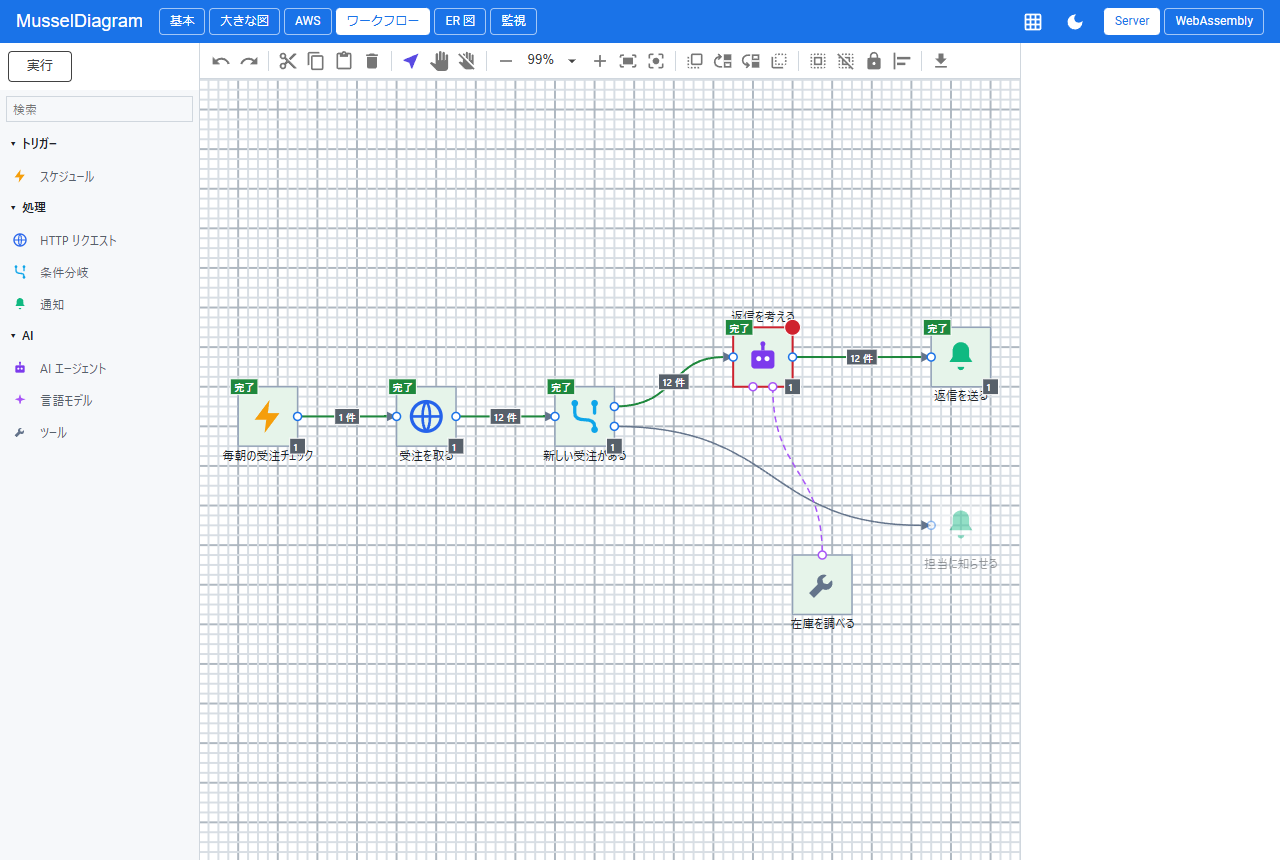 MusselDiagram 基本 大きな図 AWS ワークフロー ER 図 監視 Server WebAssembly
実行
99%
検索
トリガー
スケジュール
処理
HTTP リクエスト
条件分岐
通知
AI
AI エージェント
言語モデル
ツール
返信を考える
完了
12 件
1
完了
1
返信を送る
12 件
完了
1 件
1
毎朝の受注チェック
完了
12 件
1
受注を取る
完了
1
新しい受注がある
担当に知らせる
在庫を調べる